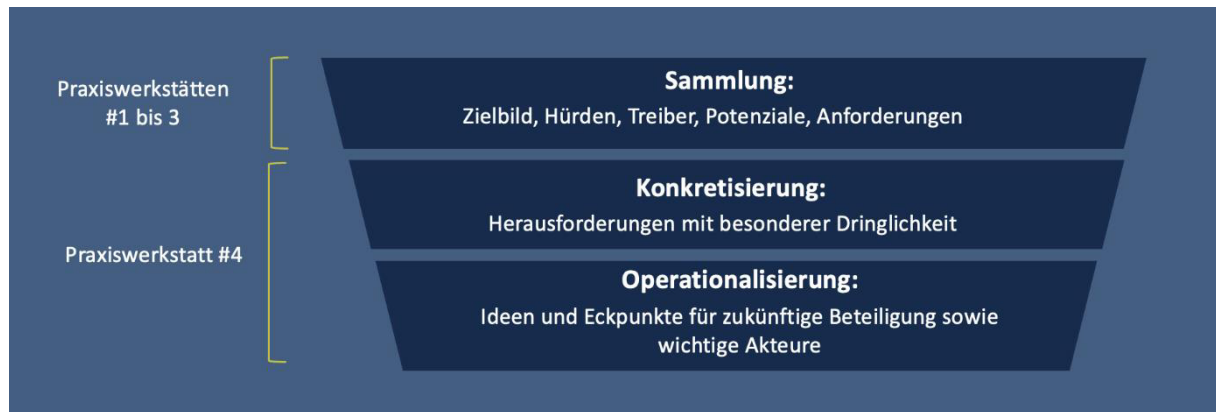 Praxiswerkstätten
#1 bis 3
Sammlung:
Zielbild, Hürden, Treiber, Potenziale, Anforderungen
Praxiswerkstatt #4
Konkretisierung:
Herausforderungen mit besonderer Dringlichkeit
Operationalisierung:
Ideen und Eckpunkte für zukünftige Beteiligung sowie
wichtige Akteure